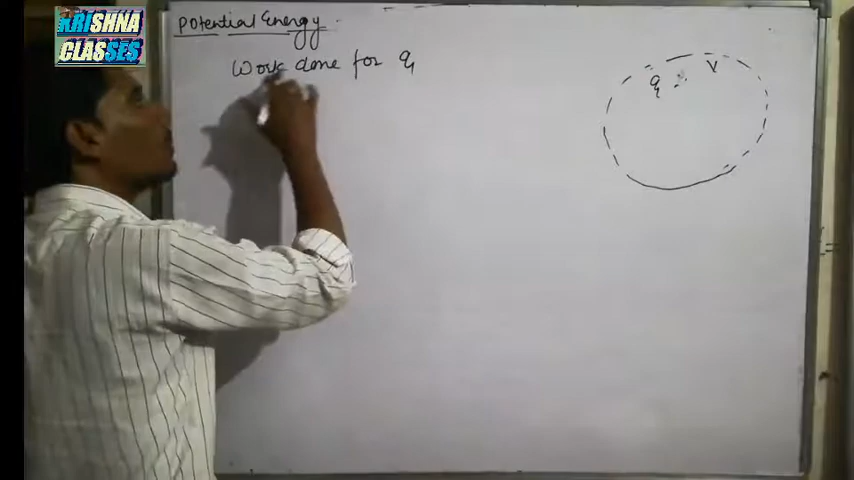 KRISHNA
CLASSES
Potential Energy
Work done for q
q
V